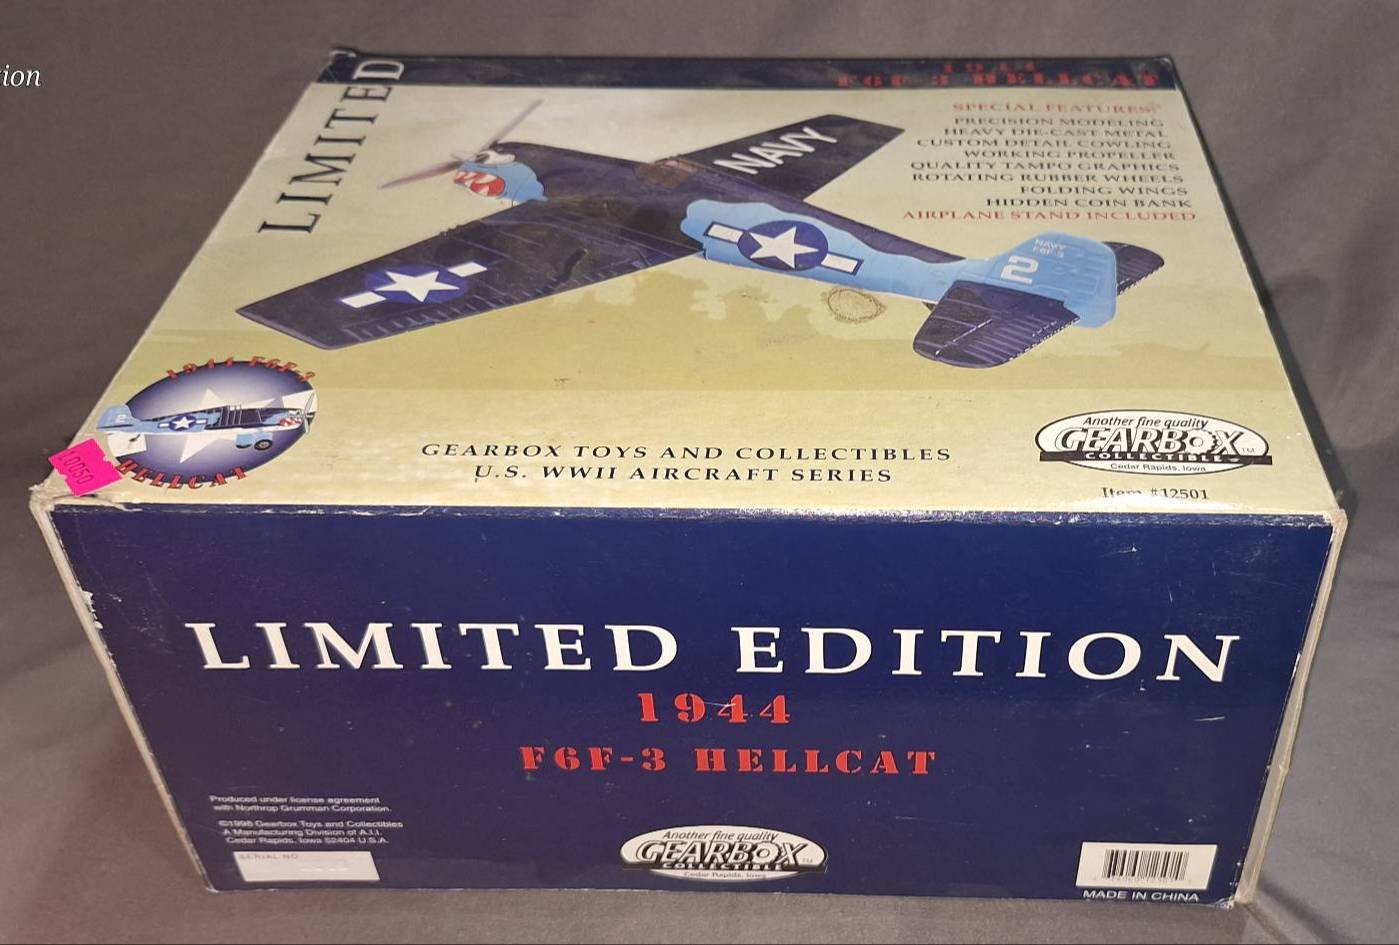 ion
LIMITED
1944
F6F-3 HELLCAT
SPECIAL FEATURES:
PRECISION MODELING
HEAVY DIE-CAST METAL
CUSTOM DETAIL COWLING
WORKING PROPELLER
QUALITY TAMPO GRAPHICS
ROTATING RUBBER WHEELS
FOLDING WINGS
HIDDEN COIN BANK
AIRPLANE STAND INCLUDED
NAVY
NAVY
F6F-3
2
1944 F6F-3
2
HELLCAT
10050
GEARBOX TOYS AND COLLECTIBLES
U.S. WWII AIRCRAFT SERIES
Another fine quality
GEARBOX™
COLLECTIBLE
Cedar Rapids, Iowa
Item #12501
LIMITED EDITION
1944
F6F-3 HELLCAT
Produced under license agreement
with Northrop Grumman Corporation.
©1998 Gearbox Toys and Collectibles
A Manufacturing Division of A.I.I.
Cedar Rapids, Iowa 52404 U.S.A.
SERIAL NO
Another fine quality
GEARBOX™
COLLECTIBLE
Cedar Rapids, Iowa
MADE IN CHINA